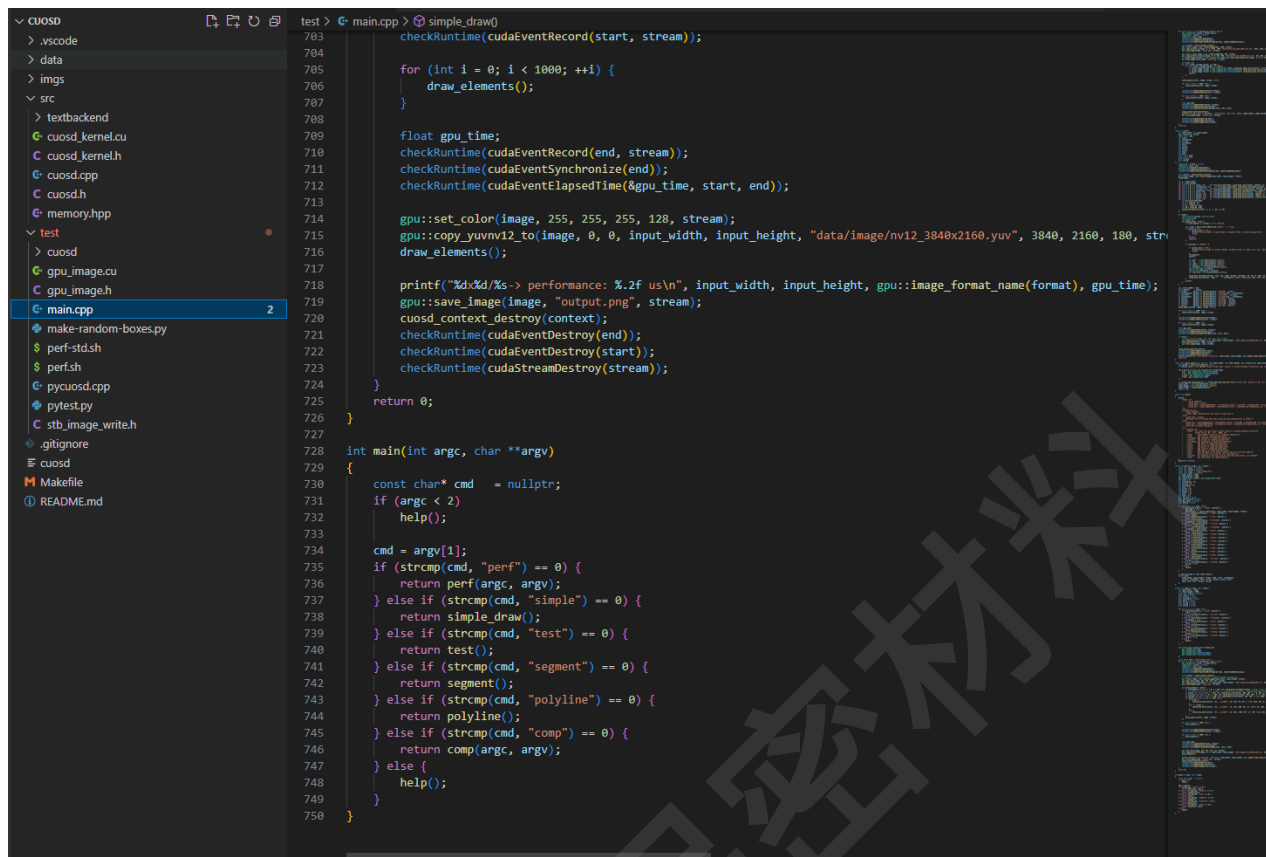 CUOSD
.vscode
data
imgs
src
textbackend
cuosd_kernel.cu
cuosd_kernel.h
cuosd.cpp
cuosd.h
memory.hpp
test
cuosd
gpu_image.cu
gpu_image.h
main.cpp 2
make-random-boxes.py
perf-std.sh
perf.sh
pycuosd.cpp
pytest.py
stb_image_write.h
.gitignore
cuosd
Makefile
README.md
test > main.cpp > simple_draw()
703 checkRuntime(cudaEventRecord(start, stream));
704
705 for (int i = 0; i < 1000; ++i) {
706 draw_elements();
707 }
708
709 float gpu_time;
710 checkRuntime(cudaEventRecord(end, stream));
711 checkRuntime(cudaEventSynchronize(end));
712 checkRuntime(cudaEventElapsedTime(&gpu_time, start, end));
713
714 gpu::set_color(image, 255, 255, 255, 128, stream);
715 gpu::copy_yuvnv12_to(image, 0, 0, input_width, input_height, "data/image/nv12_3840x2160.yuv", 3840, 2160, 180, stre
716 draw_elements();
717
718 printf("%dx%d/%s-> performance: %.2f us\n", input_width, input_height, gpu::image_format_name(format), gpu_time);
719 gpu::save_image(image, "output.png", stream);
720 cuosd_context_destroy(context);
721 checkRuntime(cudaEventDestroy(end));
722 checkRuntime(cudaEventDestroy(start));
723 checkRuntime(cudaStreamDestroy(stream));
724 }
725 return 0;
726 }
727
728 int main(int argc, char **argv)
729 {
730 const char* cmd = nullptr;
731 if (argc < 2)
732 help();
733
734 cmd = argv[1];
735 if (strcmp(cmd, "perf") == 0) {
736 return perf(argc, argv);
737 } else if (strcmp(cmd, "simple") == 0) {
738 return simple_draw();
739 } else if (strcmp(cmd, "test") == 0) {
740 return test();
741 } else if (strcmp(cmd, "segment") == 0) {
742 return segment();
743 } else if (strcmp(cmd, "polyline") == 0) {
744 return polyline();
745 } else if (strcmp(cmd, "comp") == 0) {
746 return comp(argc, argv);
747 } else {
748 help();
749 }
750 }
密材料